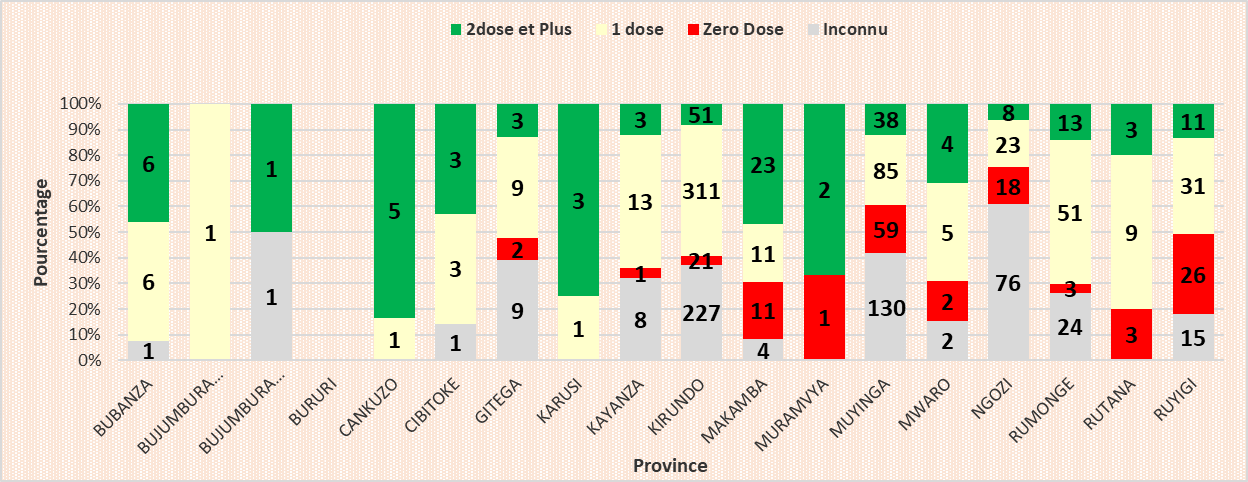 2dose et Plus 1 dose Zero Dose Inconnu
Pourcentage
100%
90%
80%
70%
60%
50%
40%
30%
20%
10%
0%
6 6 1
1
1 1
5 1
3 3 1
3 9 2 9
3 1
3 13 1 8
51 311 21 227
23 11 11 4
2 1
38 85 59 130
4 5 2 2
8 23 18 76
13 51 3 24
3 9 3
11 31 26 15
BUBANZA
BUJUMBURA...
BUJUMBURA...
BURURI
CANKUZO
CIBITOKE
GITEGA
KARUSI
KAYANZA
KIRUNDO
MAKAMBA
MURAMVYA
MUYINGA
MWARO
NGOZI
RUMONGE
RUTANA
RUYIGI
Province